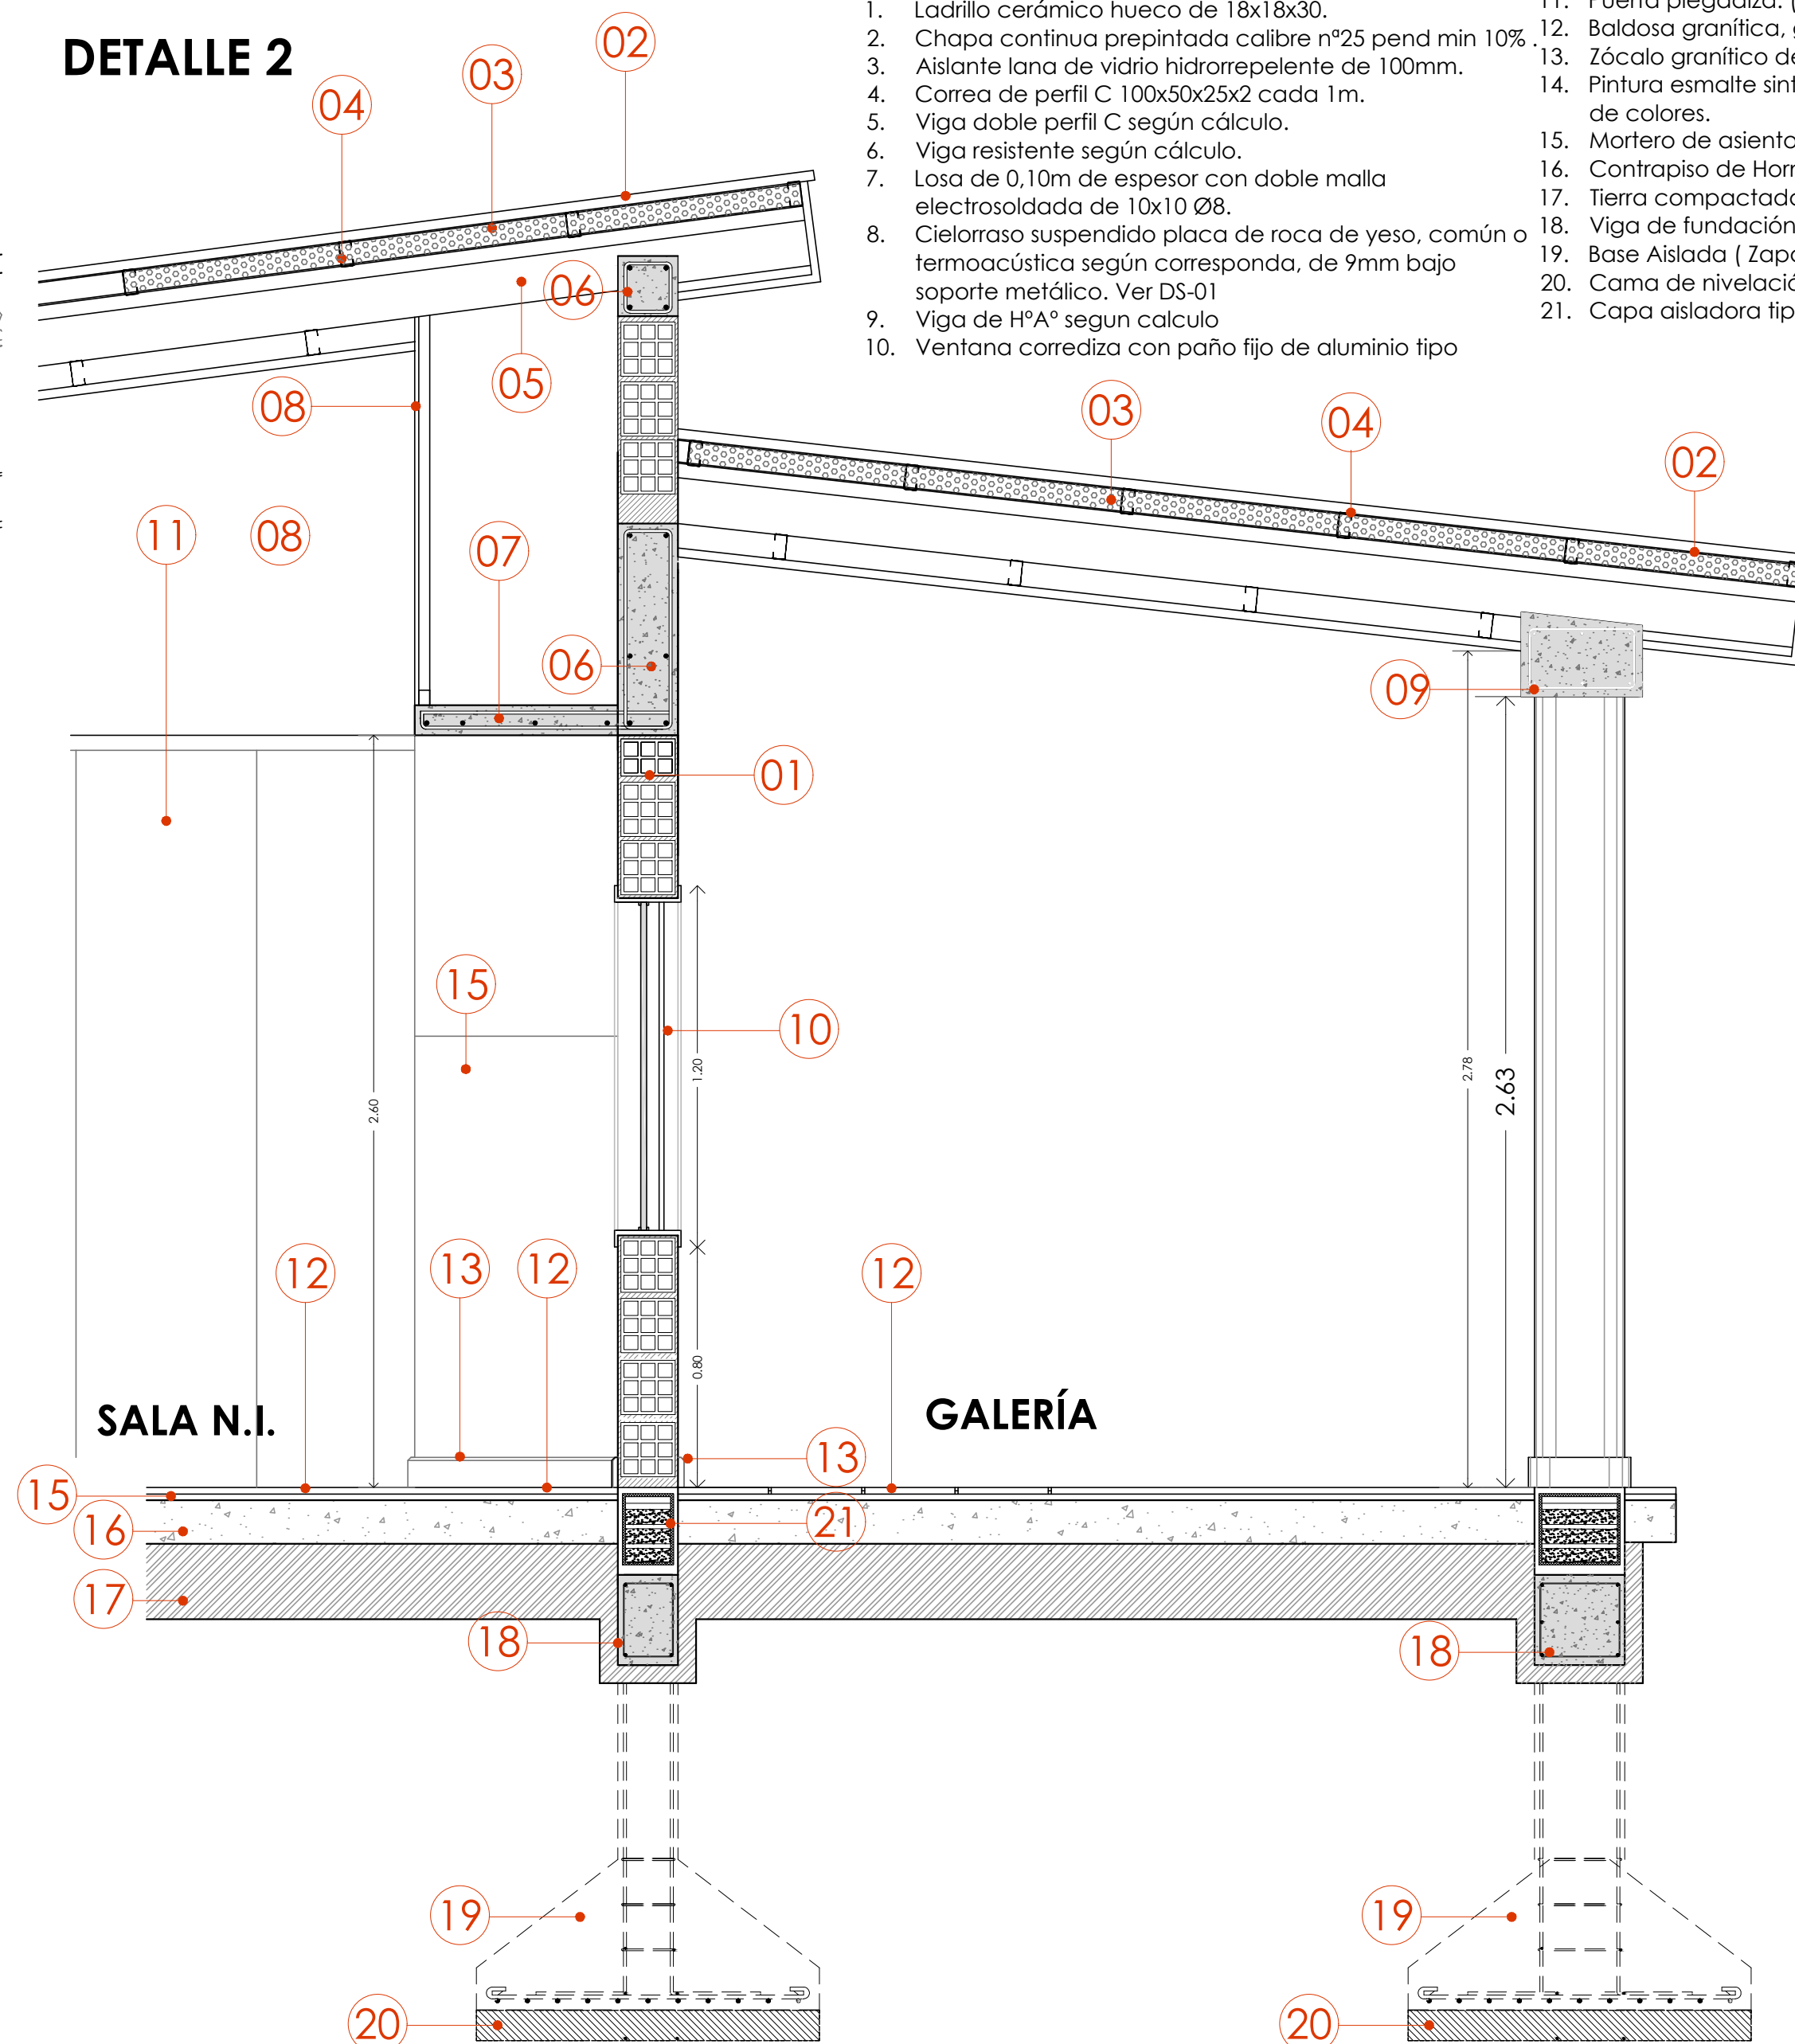 DETALLE 2
1. Ladrillo cerámico hueco de 18x18x30.
2. Chapa continua prepintada calibre nª25 pend min 10% .
3. Aislante lana de vidrio hidrorrepelente de 100mm.
4. Correa de perfil C 100x50x25x2 cada 1m.
5. Viga doble perfil C según cálculo.
6. Viga resistente según cálculo.
7. Losa de 0,10m de espesor con doble malla
electrosoldada de 10x10 Ø8.
8. Cielorraso suspendido placa de roca de yeso, común o
termoacústica según corresponda, de 9mm bajo
soporte metálico. Ver DS-01
9. Viga de HºAº segun calculo
10. Ventana corrediza con paño fijo de aluminio tipo
11. Puerta plegadiza. (
12. Baldosa granítica,
13. Zócalo granítico de
14. Pintura esmalte sint
de colores.
15. Mortero de asiento
16. Contrapiso de
17. Tierra
18. Viga de fundación
19. Base Aislada (
20. Cama de
21. Capa aisladora tip
02
03
04
06
05
08
03
04
02
11
08
07
06
09
01
15
10
1.20
2.78
2.63
2.60
12
13
12
12
0.80
SALA N.I.
GALERÍA
13
15
21
16
17
18
18
19
19
20
20